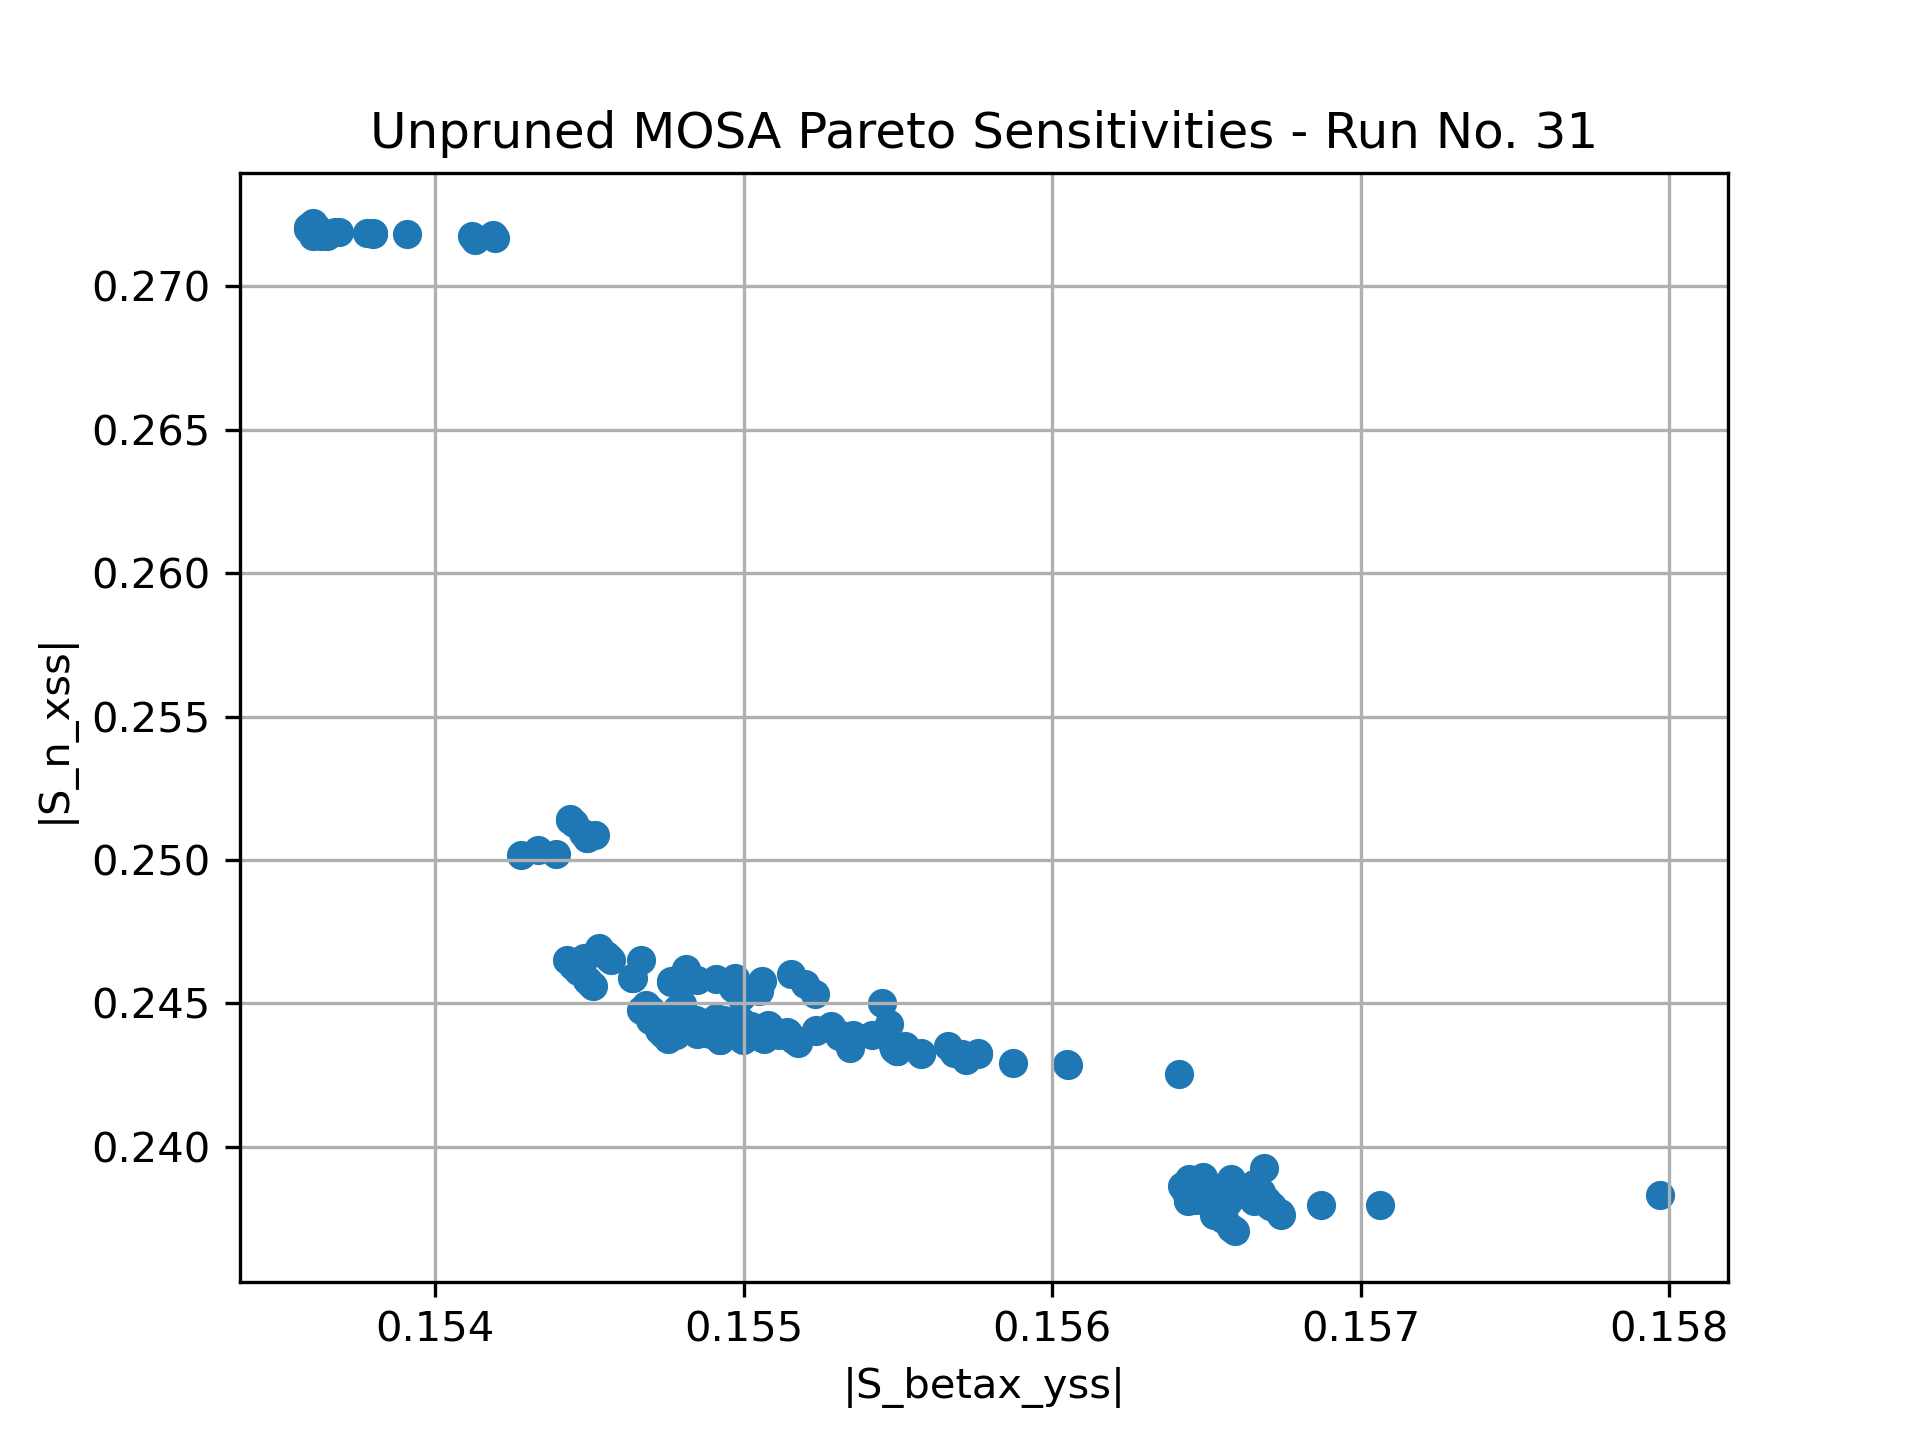 Unpruned MOSA Pareto Sensitivities - Run No. 31
|S_n_xss|
0.270
0.265
0.260
0.255
0.250
0.245
0.240
0.154 0.155 0.156 0.157 0.158
|S_betax_yss|